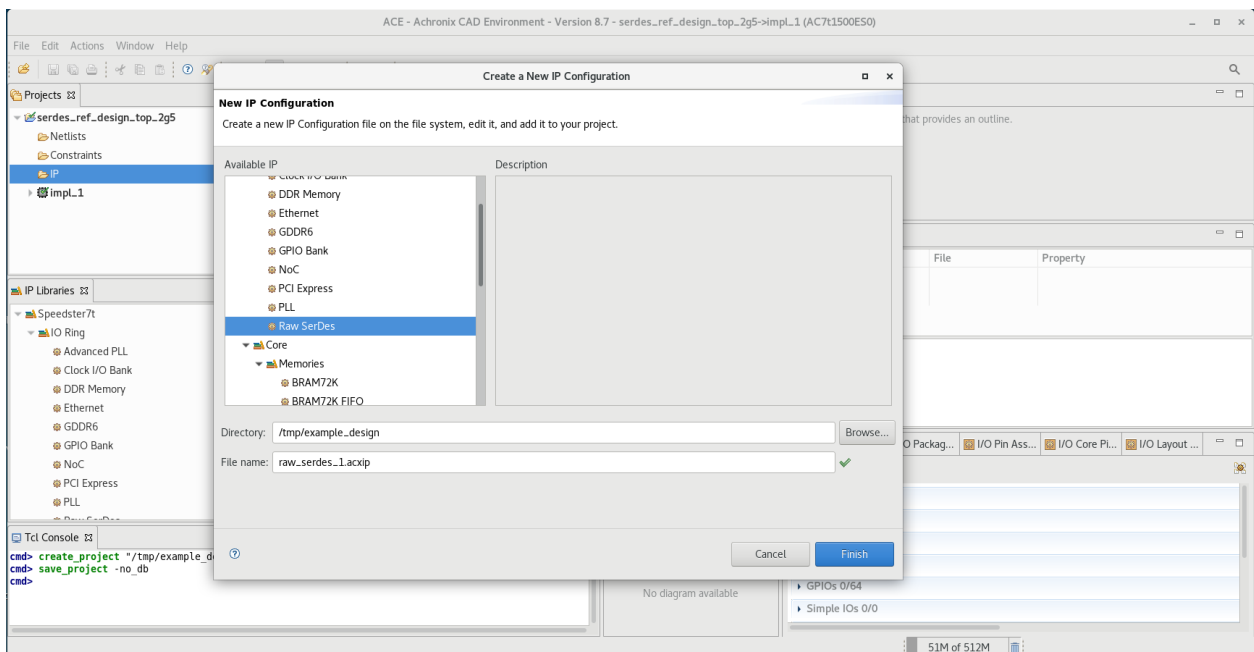 ACE - Achronix CAD Environment - Version 8.7 - serdes_ref_design_top_2g5->impl_1 (AC7t1500ES0)
File Edit Actions Window Help
Projects
serdes_ref_design_top_2g5
Netlists
Constraints
IP
impl_1
IP Libraries
Speedster7t
IO Ring
Advanced PLL
Clock I/O Bank
DDR Memory
Ethernet
GDDR6
GPIO Bank
NoC
PCI Express
PLL
Raw SerDes
Tcl Console
cmd> create_project "/tmp/example_d
cmd> save_project -no_db
cmd>
Create a New IP Configuration
New IP Configuration
Create a new IP Configuration file on the file system, edit it, and add it to your project.
Available IP
Clock I/O Bank
DDR Memory
Ethernet
GDDR6
GPIO Bank
NoC
PCI Express
PLL
Raw SerDes
Core
Memories
BRAM72K
BRAM72K FIFO
Description
Directory: /tmp/example_design Browse...
File name: raw_serdes_1.acxip
Cancel Finish
that provides an outline.
File Property
O Packag... I/O Pin Ass... I/O Core Pi... I/O Layout ...
GPIOs 0/64
Simple IOs 0/0
No diagram available
51M of 512M